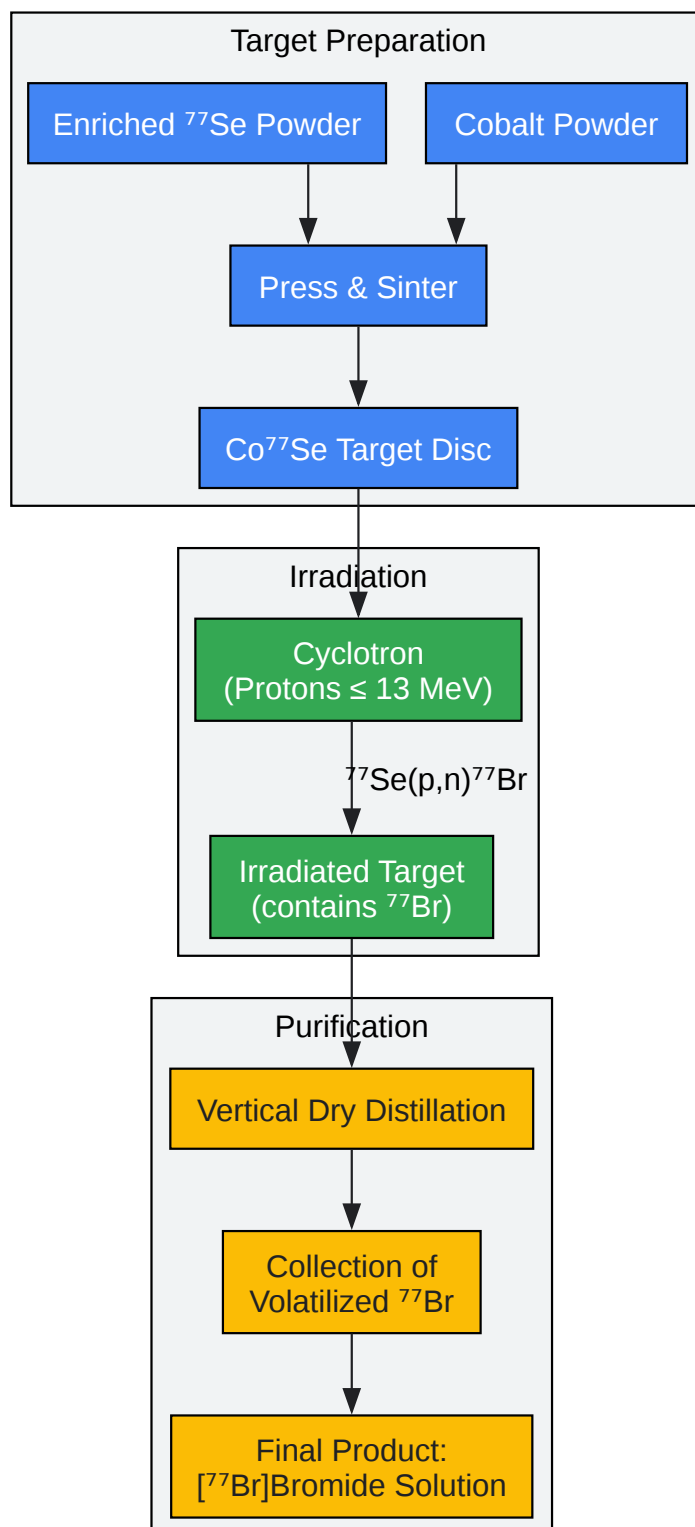 Target Preparation
Enriched ⁷⁷Se Powder
Cobalt Powder
Press & Sinter
Co⁷⁷Se Target Disc
Irradiation
Cyclotron
(Protons ≤ 13 MeV)
⁷⁷Se(p,n)⁷⁷Br
Irradiated Target
(contains ⁷⁷Br)
Purification
Vertical Dry Distillation
Collection of
Volatilized ⁷⁷Br
Final Product:
[⁷⁷Br]Bromide Solution